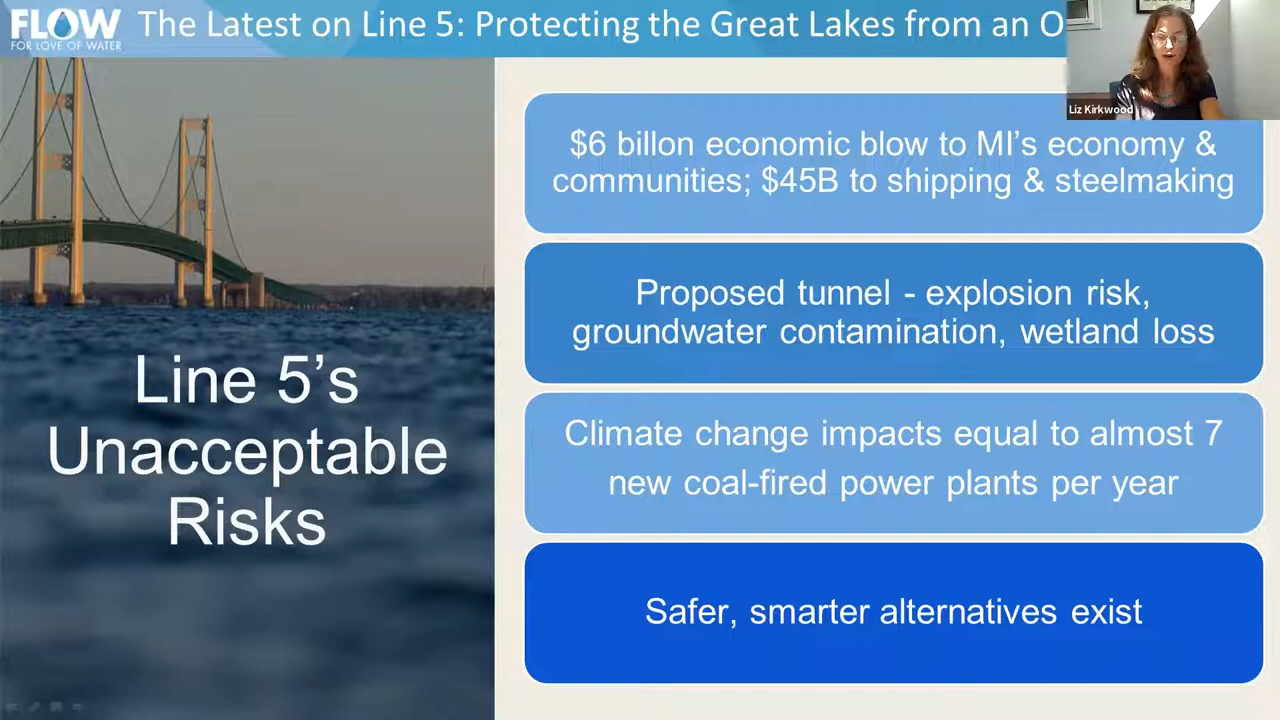 FLOW
FOR LOVE OF WATER
The Latest on Line 5: Protecting the Great Lakes from an O
Liz Kirkwood
$6 billon economic blow to MI’s economy &
communities; $45B to shipping & steelmaking
Proposed tunnel - explosion risk,
groundwater contamination, wetland loss
Line 5’s
Unacceptable
Risks
Climate change impacts equal to almost 7
new coal-fired power plants per year
Safer, smarter alternatives exist